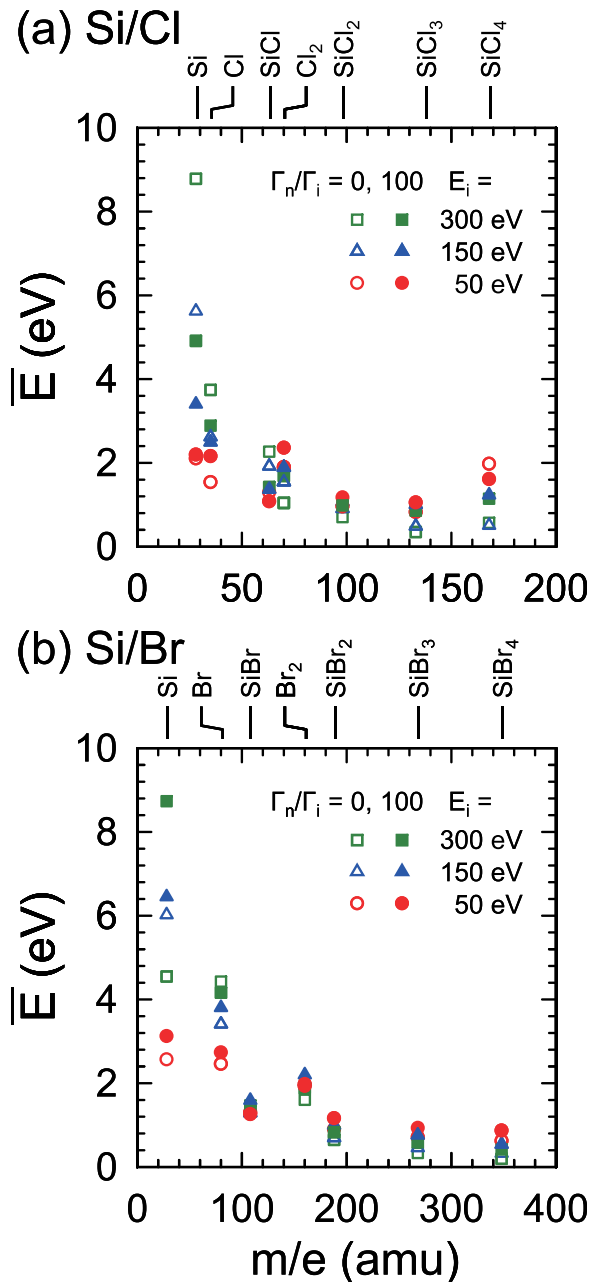 (a) Si/Cl
Si Cl SiCl Cl₂ SiCl₂ SiCl₃ SiCl₄
10
Γₙ/Γᵢ = 0, 100 Eᵢ =
300 eV
8
150 eV
50 eV
6
E̅ (eV)
4
2
0
0 50 100 150 200
(b) Si/Br
Si Br SiBr Br₂ SiBr₂ SiBr₃ SiBr₄
10
Γₙ/Γᵢ = 0, 100 Eᵢ =
300 eV
8
150 eV
50 eV
6
E̅ (eV)
4
2
0
0 100 200 300 400
m/e (amu)